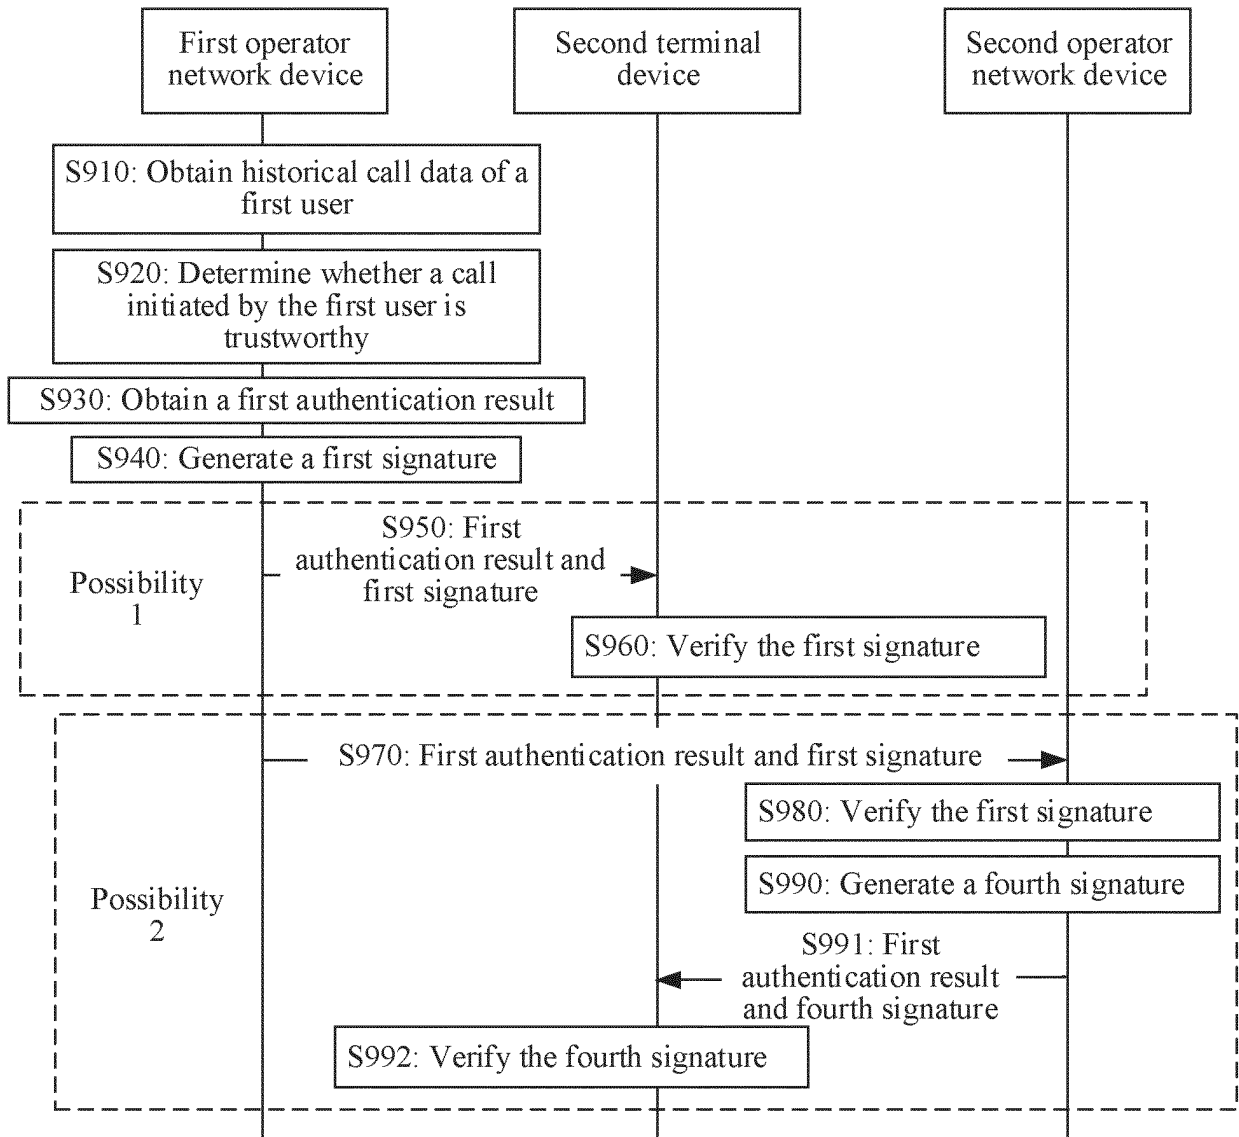 First operator
network device
Second terminal
device
Second operator
network device
S910: Obtain historical call data of a
first user
S920: Determine whether a call
initiated by the first user is
trustworthy
S930: Obtain a first authentication result
S940: Generate a first signature
Possibility
1
S950: First
authentication result and
first signature
S960: Verify the first signature
Possibility
2
S970: First authentication result and first signature
S980: Verify the first signature
S990: Generate a fourth signature
S991: First
authentication result
and fourth signature
S992: Verify the fourth signature